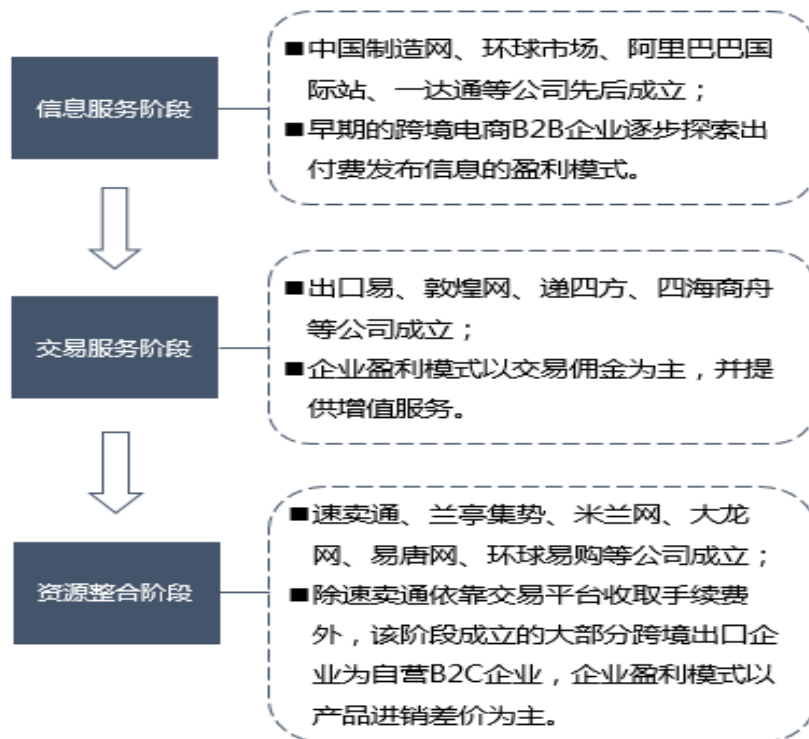 信息服务阶段
■中国制造网、环球市场、阿里巴巴国
际站、一达通等公司先后成立；
■早期的跨境电商B2B企业逐步探索出
付费发布信息的盈利模式。
交易服务阶段
■出口易、敦煌网、递四方、四海商舟
等公司成立；
■企业盈利模式以交易佣金为主，并提
供增值服务。
资源整合阶段
■速卖通、兰亭集势、米兰网、大龙
网、易唐网、环球易购等公司成立；
■除速卖通依靠交易平台收取手续费
外，该阶段成立的大部分跨境出口企
业为自营B2C企业，企业盈利模式以
产品进销差价为主。